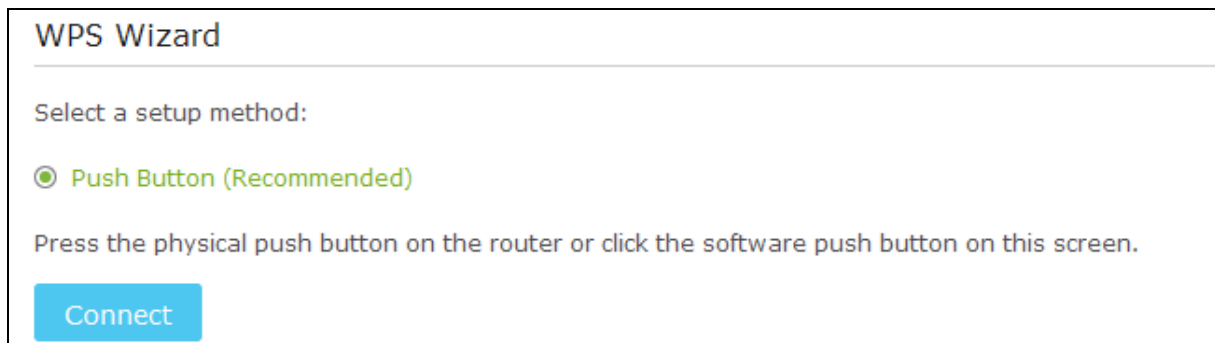 WPS Wizard
Select a setup method:
Push Button (Recommended)
Press the physical push button on the router or click the software push button on this screen.
Connect